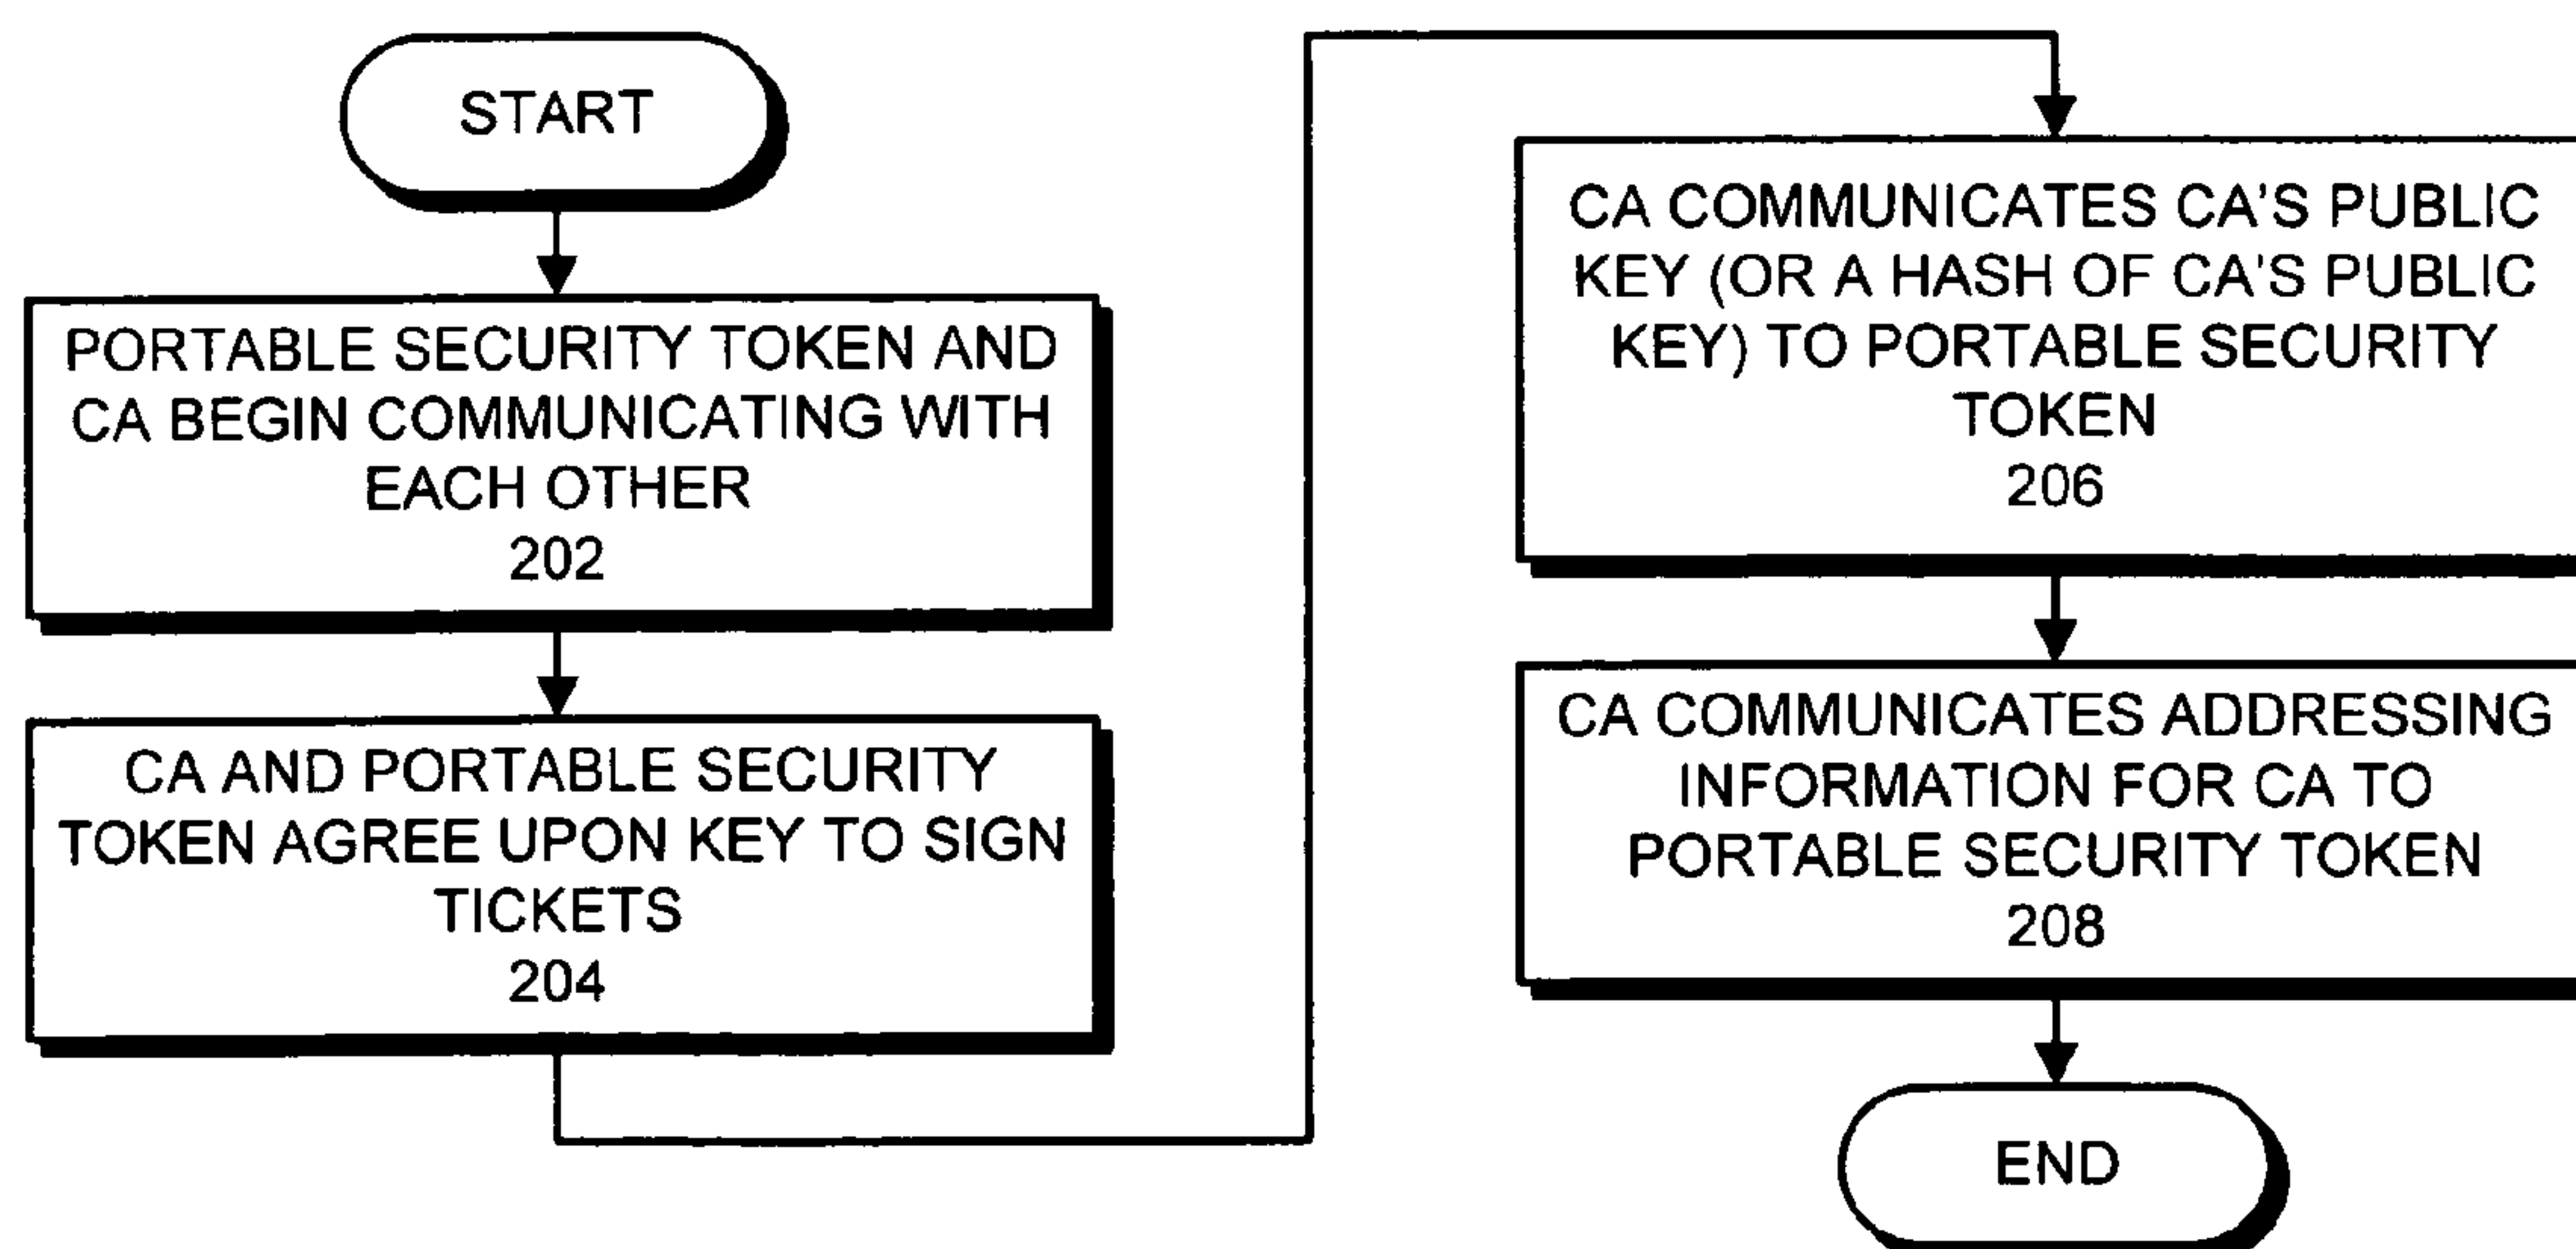 START
PORTABLE SECURITY TOKEN AND
CA BEGIN COMMUNICATING WITH
EACH OTHER
202
CA AND PORTABLE SECURITY
TOKEN AGREE UPON KEY TO SIGN
TICKETS
204
CA COMMUNICATES CA'S PUBLIC
KEY (OR A HASH OF CA'S PUBLIC
KEY) TO PORTABLE SECURITY
TOKEN
206
CA COMMUNICATES ADDRESSING
INFORMATION FOR CA TO
PORTABLE SECURITY TOKEN
208
END